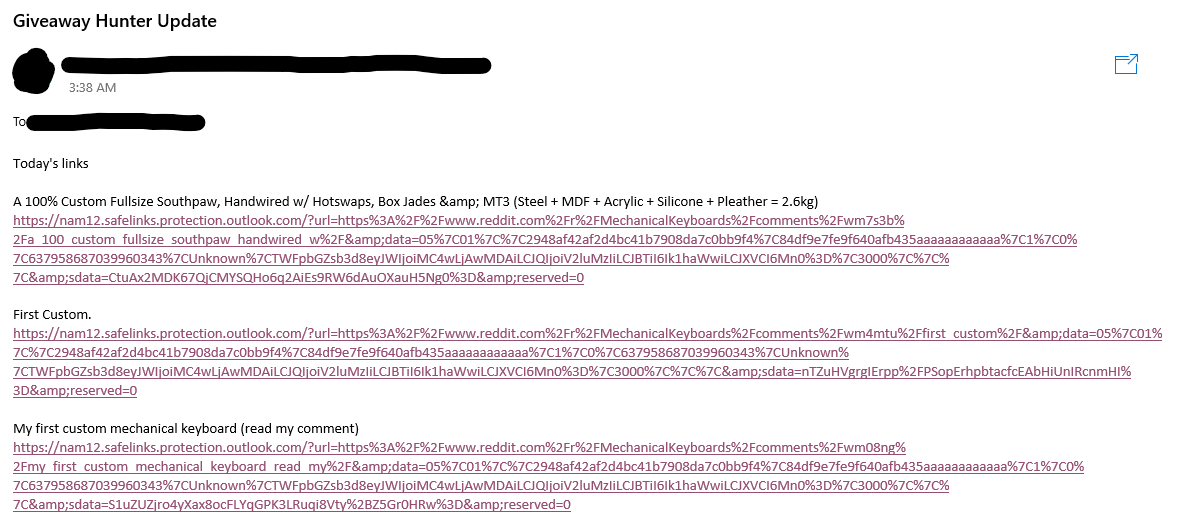 Giveaway Hunter Update
3:38 AM
To
Today's links
A 100% Custom Fullsize Southpaw, Handwired w/ Hotswaps, Box Jades &amp; MT3 (Steel + MDF + Acrylic + Silicone + Pleather = 2.6kg)
https://nam12.safelinks.protection.outlook.com/?url=https%3A%2F%2Fwww.reddit.com%2Fr%2FMechanicalKeyboards%2Fcomments%2Fwm7s3b%
2Fa_100_custom_fullsize_southpaw_handwired_w%2F&amp;data=05%7C01%7C%7C2948af42af2d4bc41b7908da7c0bb9f4%7C84df9e7fe9f640afb435aaaaaaaaaaaa%7C1%7C0%
7C637958687039960343%7CUnknown%7CTWFpbGZsb3d8eyJWIjoiMC4wLjAwMDAiLCJQIjoiV2luMzIiLCJBTiI6Ik1haWwiLCJXVCI6Mn0%3D%7C3000%7C%7C%
7C&amp;sdata=CtuAx2MDK67QjCMYSQHo6q2AiEs9RW6dAuOXauH5Ng0%3D&amp;reserved=0
First Custom.
https://nam12.safelinks.protection.outlook.com/?url=https%3A%2F%2Fwww.reddit.com%2Fr%2FMechanicalKeyboards%2Fcomments%2Fwm4mtu%2Ffirst_custom%2F&amp;data=05%7C01%
7C%7C2948af42af2d4bc41b7908da7c0bb9f4%7C84df9e7fe9f640afb435aaaaaaaaaaaa%7C1%7C0%7C637958687039960343%7CUnknown%
7CTWFpbGZsb3d8eyJWIjoiMC4wLjAwMDAiLCJQIjoiV2luMzIiLCJBTiI6Ik1haWwiLCJXVCI6Mn0%3D%7C3000%7C%7C%7C&amp;sdata=nTZuHVgrgIErpp%2FPSopErhpbtacfcEAbHiUnIRcnmHI%
3D&amp;reserved=0
My first custom mechanical keyboard (read my comment)
https://nam12.safelinks.protection.outlook.com/?url=https%3A%2F%2Fwww.reddit.com%2Fr%2FMechanicalKeyboards%2Fcomments%2Fwm08ng%
2Fmy_first_custom_mechanical_keyboard_read_my%2F&amp;data=05%7C01%7C%7C2948af42af2d4bc41b7908da7c0bb9f4%7C84df9e7fe9f640afb435aaaaaaaaaaaa%7C1%7C0%
7C637958687039960343%7CUnknown%7CTWFpbGZsb3d8eyJWIjoiMC4wLjAwMDAiLCJQIjoiV2luMzIiLCJBTiI6Ik1haWwiLCJXVCI6Mn0%3D%7C3000%7C%7C%
7C&amp;sdata=S1uZUZjro4yXax8ocFLYqGPK3LRuqi8Vty%2BZ5Gr0HRw%3D&amp;reserved=0